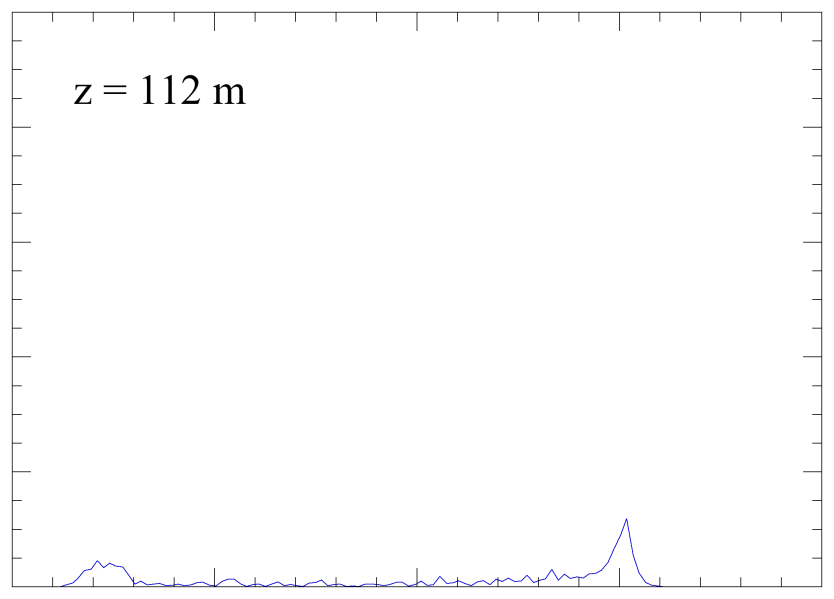 z = 112 m